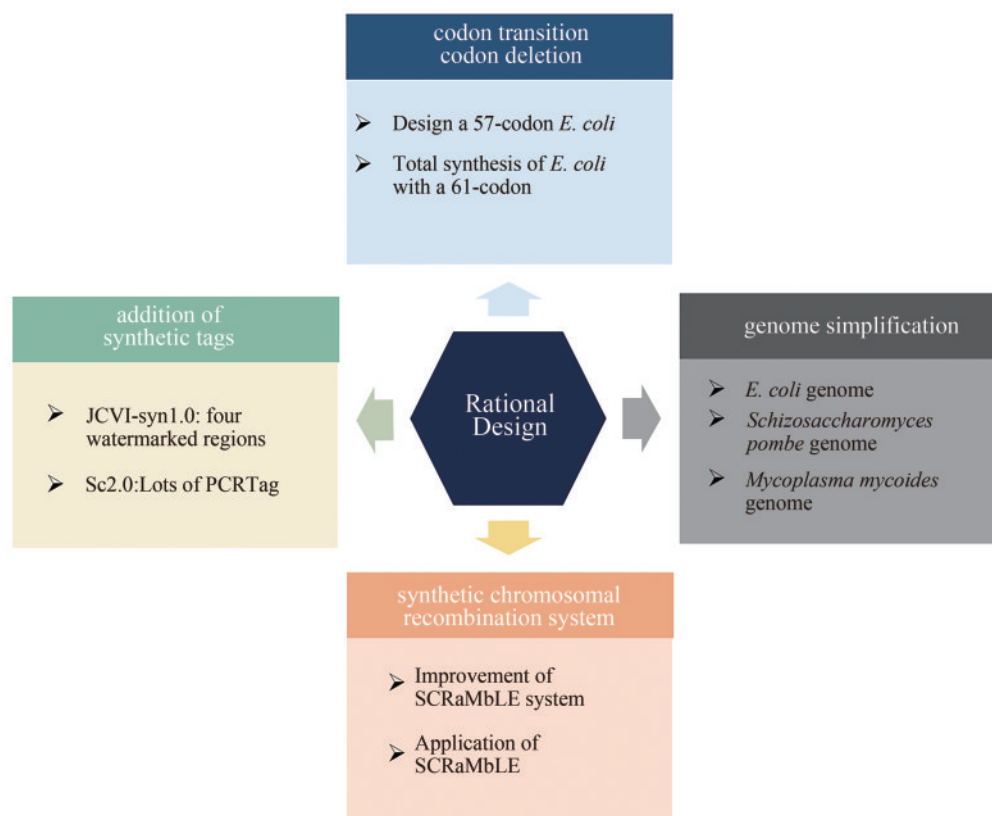 codon transition
codon deletion
➢ Design a 57-codon E. coli
➢ Total synthesis of E. coli
with a 61-codon
addition of
synthetic tags
➢ JCVI-syn1.0: four
watermarked regions
➢ Sc2.0:Lots of PCRTag
Rational
Design
genome simplification
➢ E. coli genome
➢ Schizosaccharomyces
pombe genome
➢ Mycoplasma mycoides
genome
synthetic chromosomal
recombination system
➢ Improvement of
SCRaMbLE system
➢ Application of
SCRaMbLE